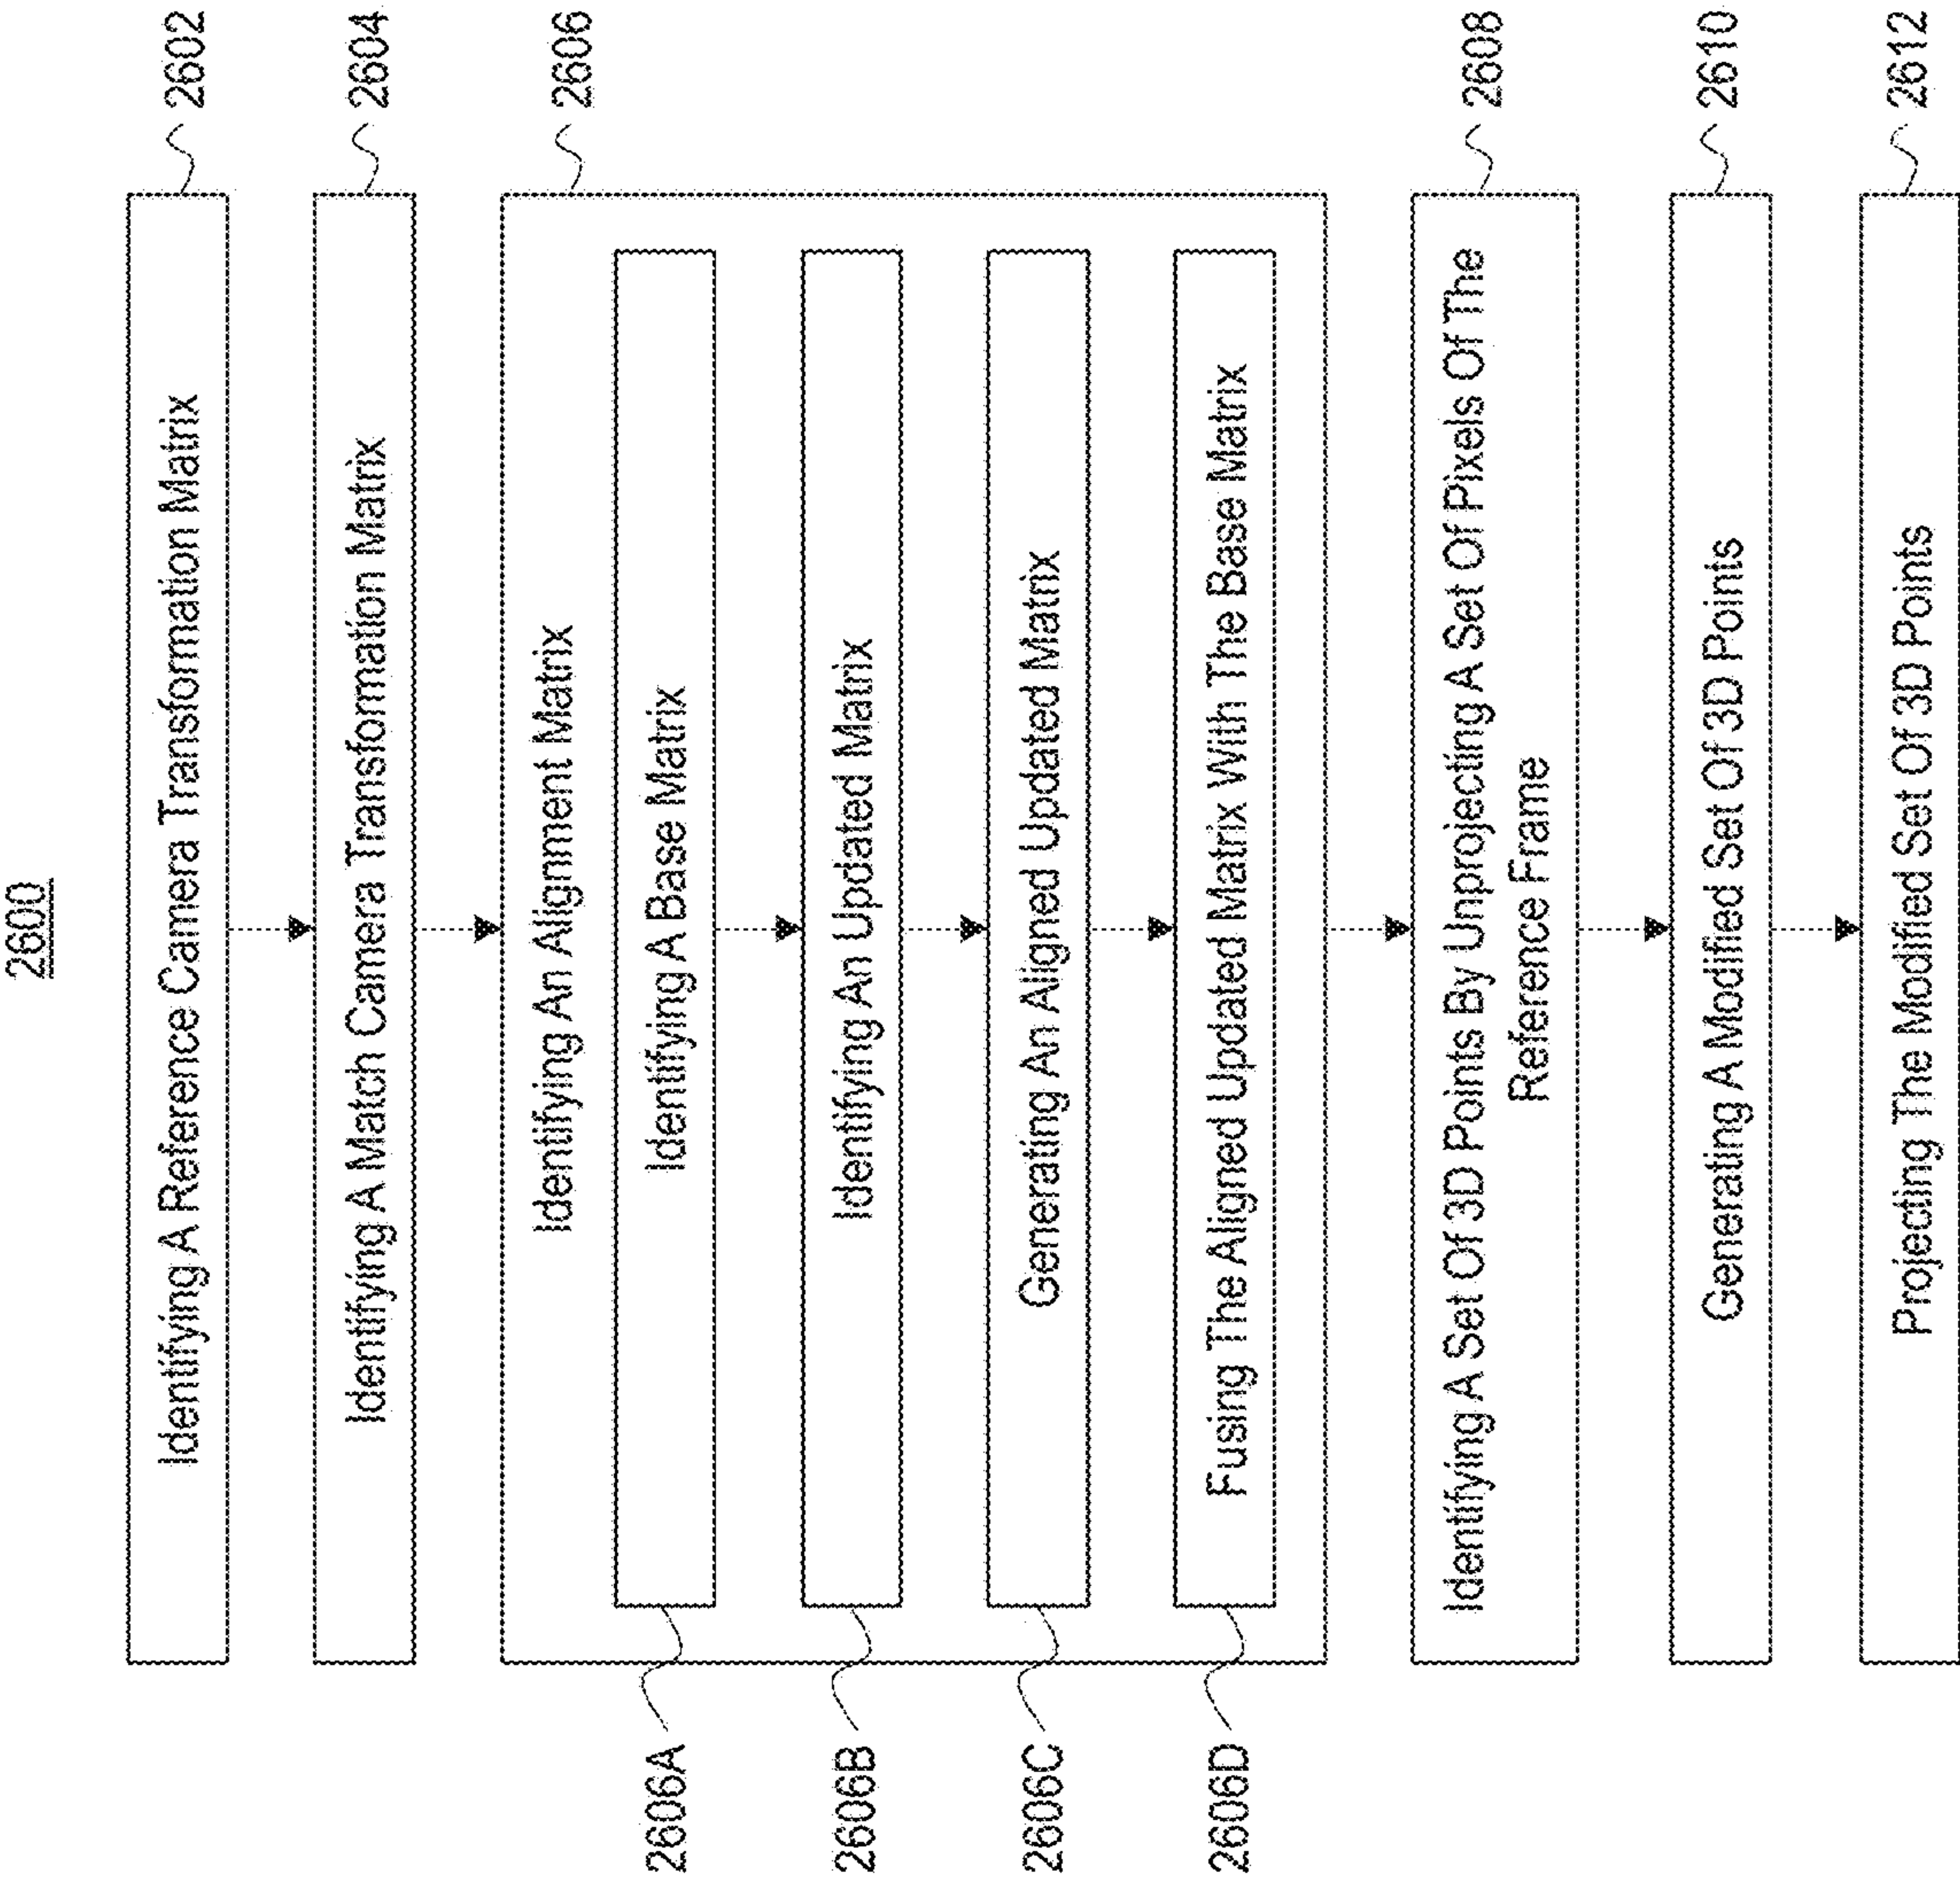 2600
Identifying A Reference Camera Transformation Matrix
2602
Identifying A Match Camera Transformation Matrix
2604
Identifying An Alignment Matrix
2606
Identifying A Base Matrix
2606A
Identifying An Updated Matrix
2606B
Generating An Aligned Updated Matrix
2606C
Fusing The Aligned Updated Matrix With The Base Matrix
2606D
Identifying A Set Of 3D Points By Unprojecting A Set Of Pixels Of The
Reference Frame
2608
Generating A Modified Set Of 3D Points
2610
Projecting The Modified Set Of 3D Points
2612